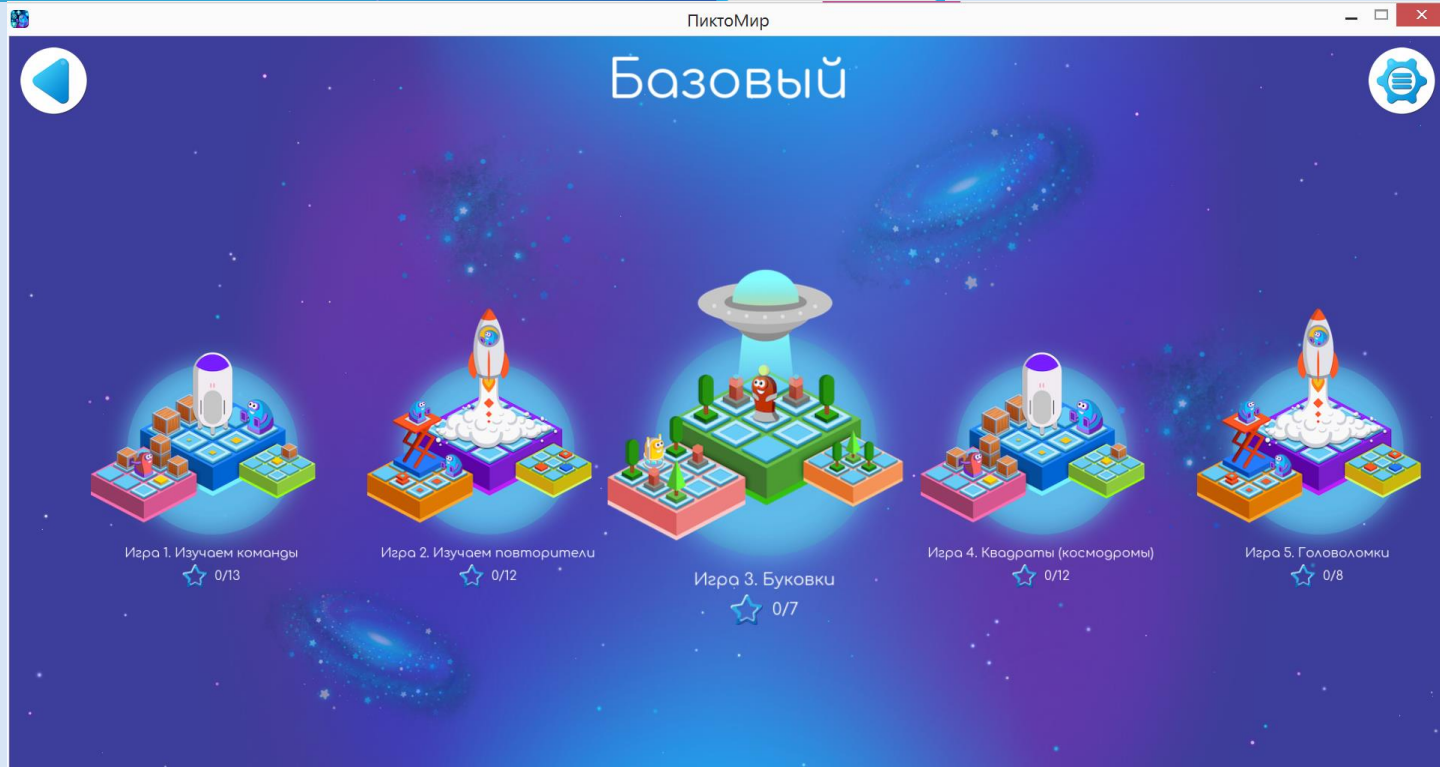 ПиктоМир
Базовый
Игра 1. Изучаем команды
0/13
Игра 2. Изучаем повторители
0/12
Игра 3. Буковки
0/7
Игра 4. Квадраты (космодромы)
0/12
Игра 5. Головоломки
0/8